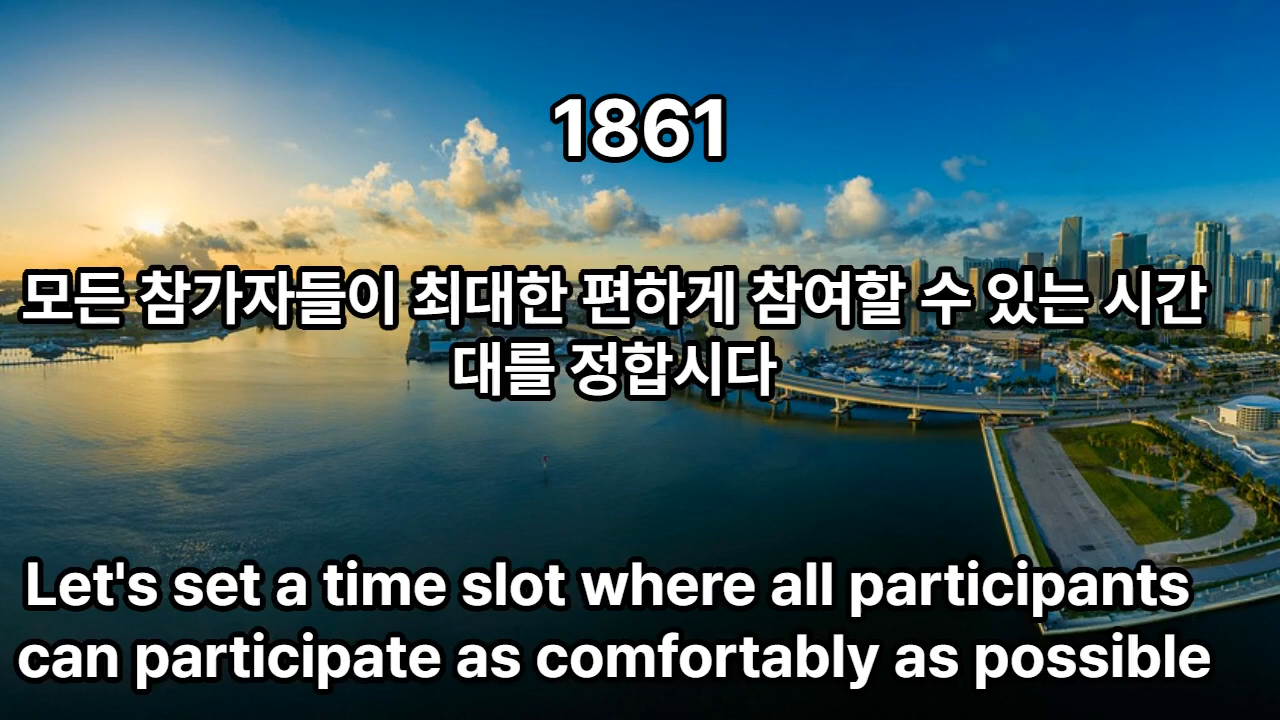 1861
모든 참가자들이 최대한 편하게 참여할 수 있는 시간
대를 정합시다
Let's set a time slot where all participants
can participate as comfortably as possible